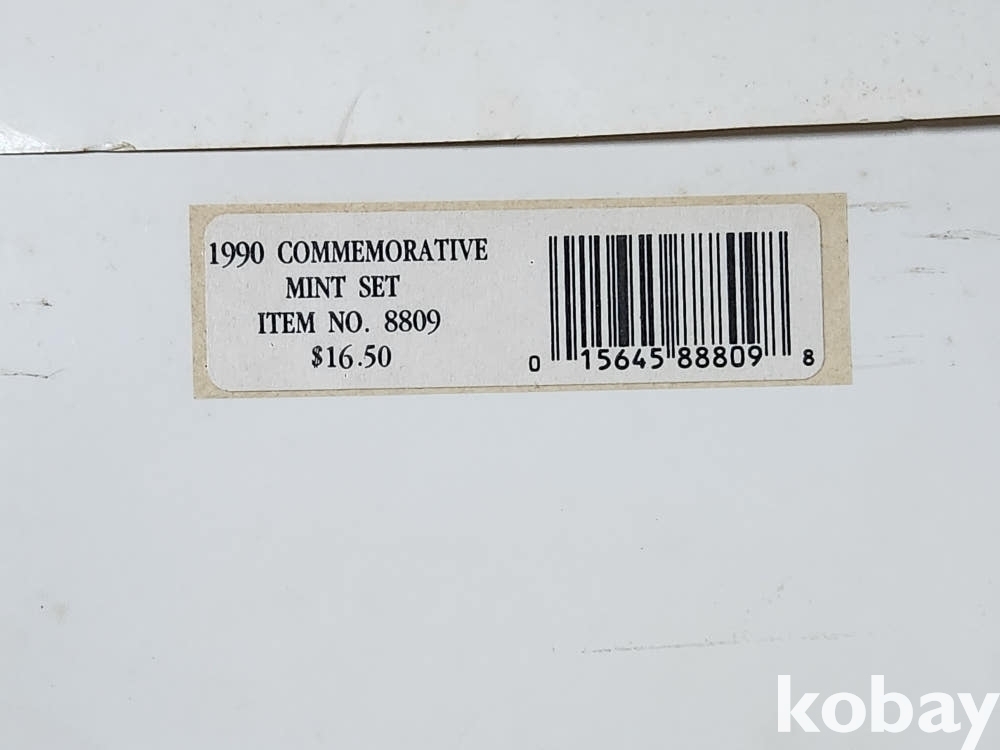 1990 COMMEMORATIVE
MINT SET
ITEM NO. 8809
$16.50
0 15645 88809 8
kobay